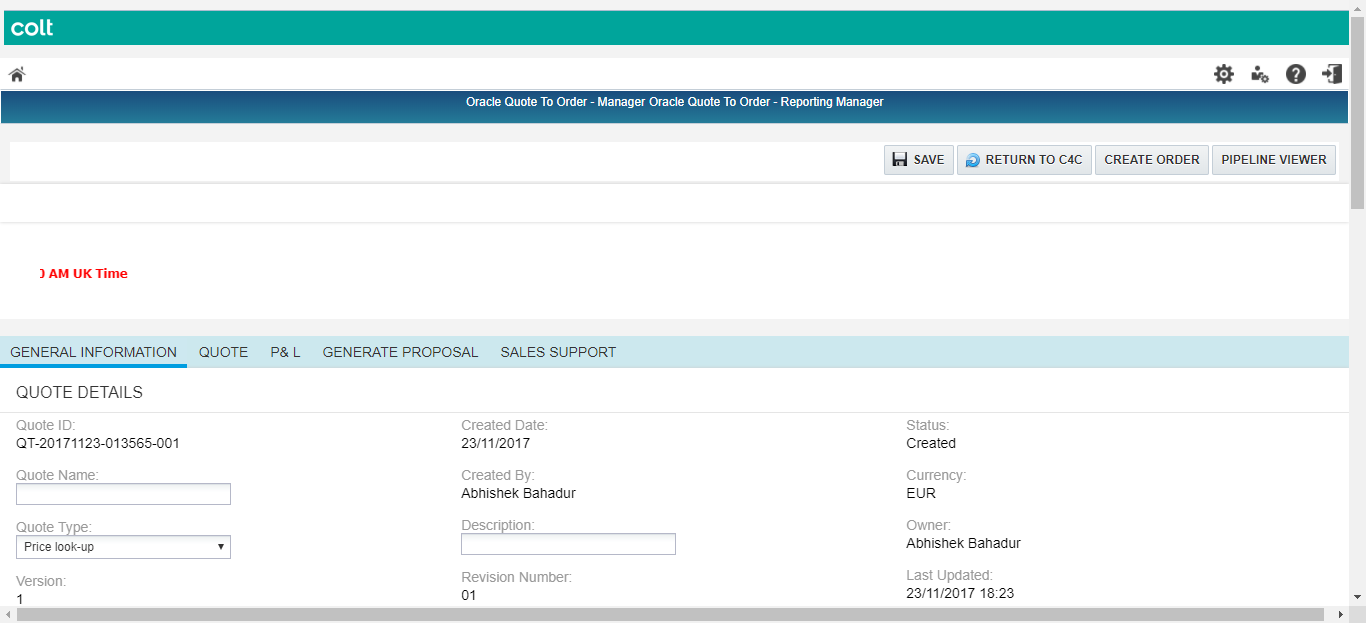 colt
Oracle Quote To Order - Manager Oracle Quote To Order - Reporting Manager
SAVE RETURN TO C4C CREATE ORDER PIPELINE VIEWER
AM UK Time
GENERAL INFORMATION QUOTE P& L GENERATE PROPOSAL SALES SUPPORT
QUOTE DETAILS
Quote ID: Created Date: Status:
QT-20171123-013565-001 23/11/2017 Created
Quote Name: Created By: Currency:
Abhishek Bahadur EUR
Quote Type: Description: Owner:
Price look-up Abhishek Bahadur
Version: Revision Number: Last Updated:
1 01 23/11/2017 18:23